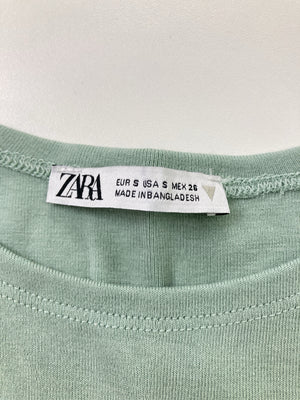 ZARA
EUR S USA S MEX 26
MADE IN BANGLADESH